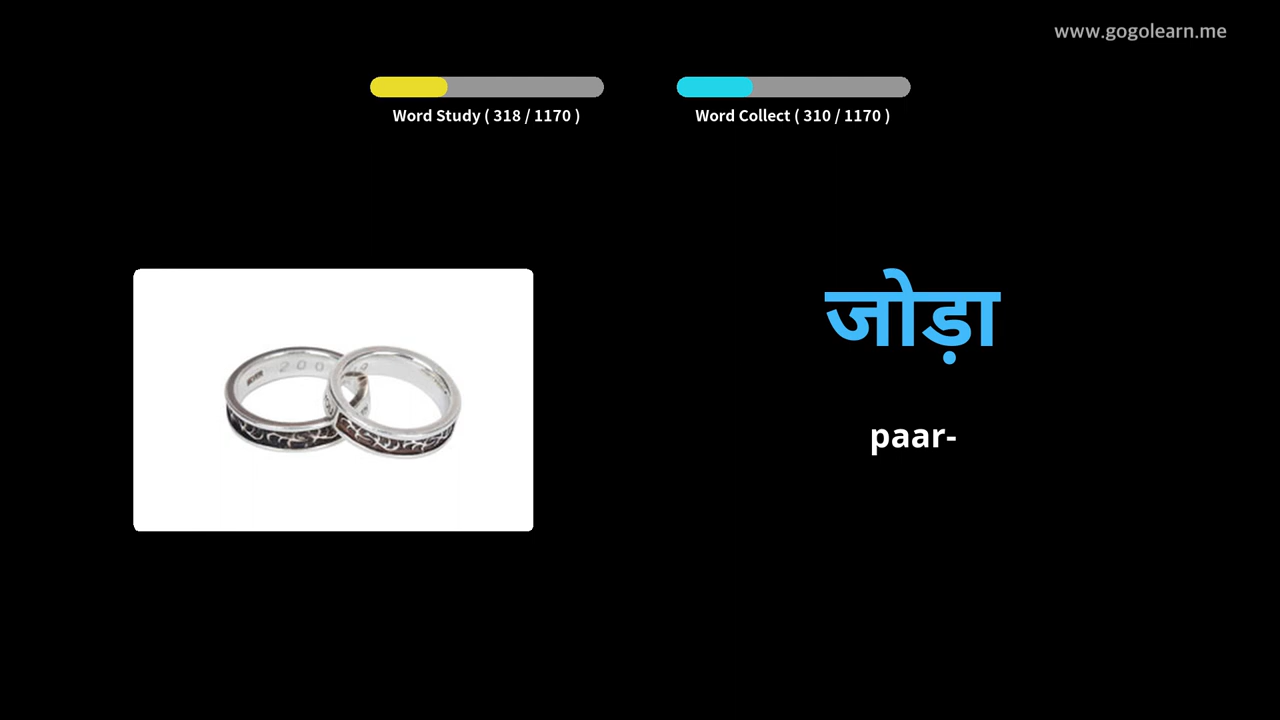 www.gogolearn.me
Word Study ( 318 / 1170 )
Word Collect ( 310 / 1170 )
जोड़ा
paar-